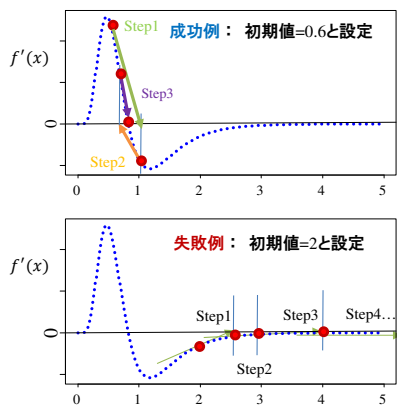 Step1
成功例： 初期値=0.6と設定
f'(x)
Step3
0
Step2
0 1 2 3 4 5
失敗例： 初期値=2と設定
f'(x)
Step1 Step3 Step4…
0
Step2
0 1 2 3 4 5